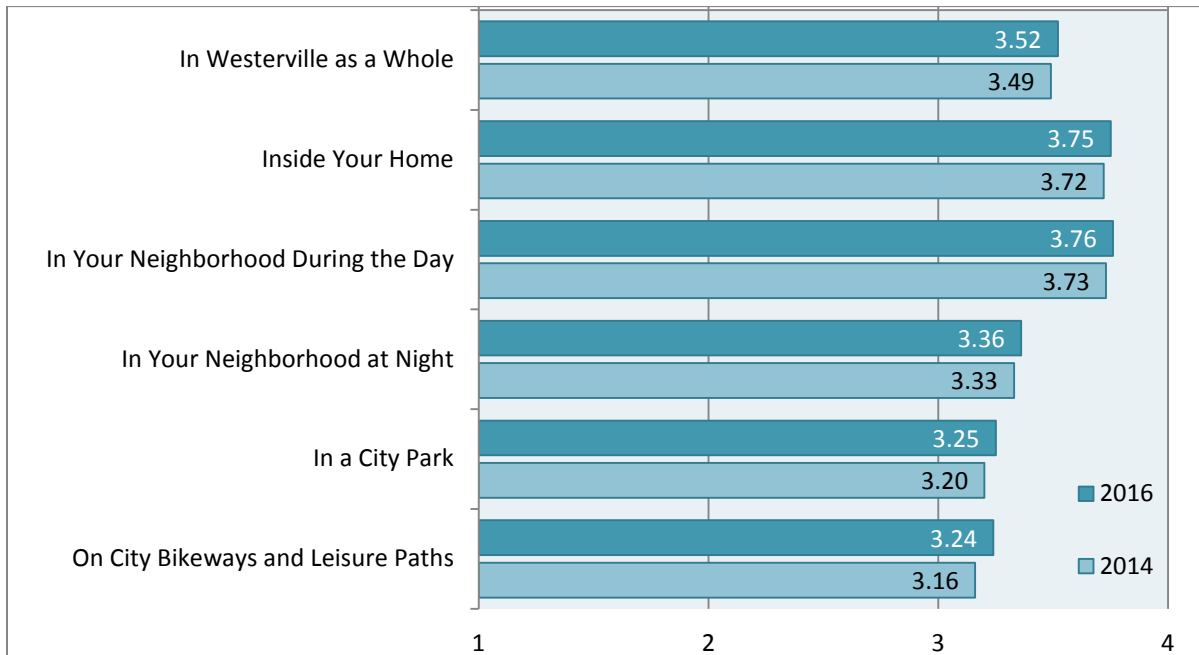 In Westerville as a Whole
3.52
3.49
Inside Your Home
3.75
3.72
In Your Neighborhood During the Day
3.76
3.73
In Your Neighborhood at Night
3.36
3.33
In a City Park
3.25
3.20
On City Bikeways and Leisure Paths
3.24
3.16
2016
2014
1 2 3 4